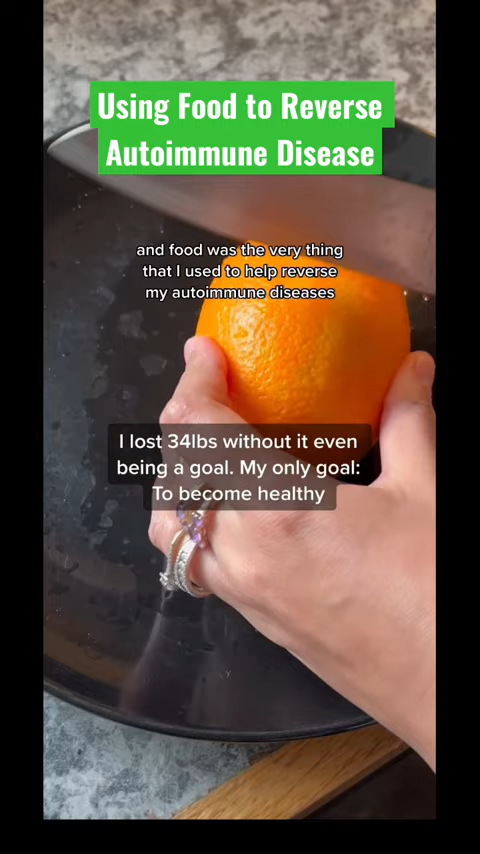 Using Food to Reverse
Autoimmune Disease
and food was the very thing
that I used to help reverse
my autoimmune diseases
I lost 34lbs without it even
being a goal. My only goal:
To become healthy